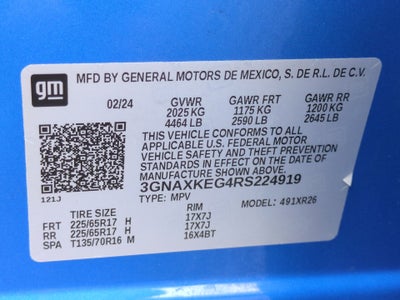 gm
MFD BY GENERAL MOTORS DE MEXICO, S. DE R.L. DE C.V.
02/24 GVWR GAWR FRT GAWR RR
2025 KG 1175 KG 1200 KG
4464 LB 2590 LB 2645 LB
THIS VEHICLE CONFORMS TO ALL
APPLICABLE U.S. FEDERAL MOTOR
VEHICLE SAFETY AND THEFT PREVENTION
STANDARDS IN EFFECT ON THE DATE OF
MANUFACTURE SHOWN ABOVE.
3GNAXKEG4RS224919
121J TYPE: MPV MODEL: 491XR26
TIRE SIZE RIM
FRT 225/65R17 H 17X7J
RR 225/65R17 H 17X7J
SPA T135/70R16 M 16X4BT